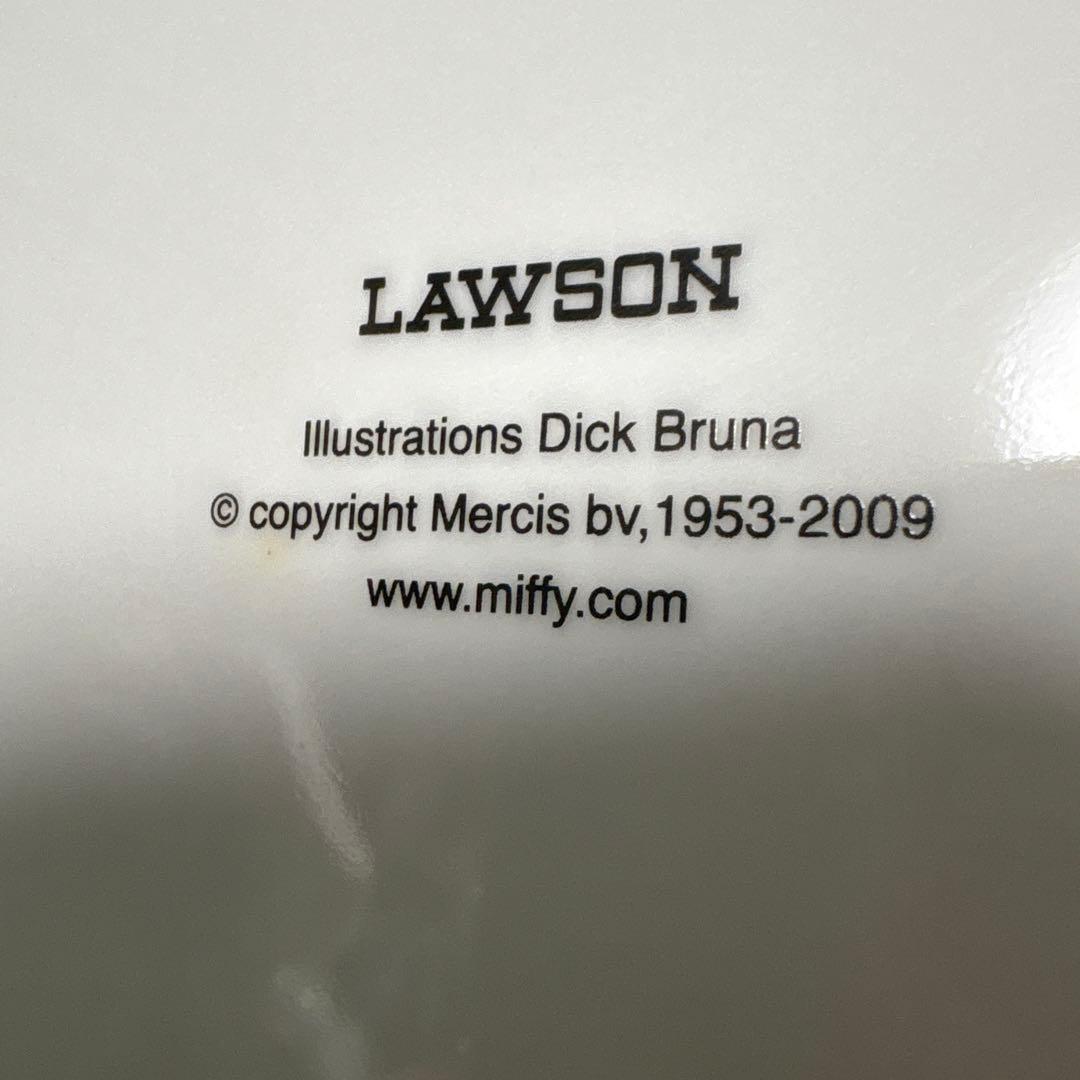 LAWSON
Illustrations Dick Bruna
© copyright Mercis bv,1953-2009
www.miffy.com